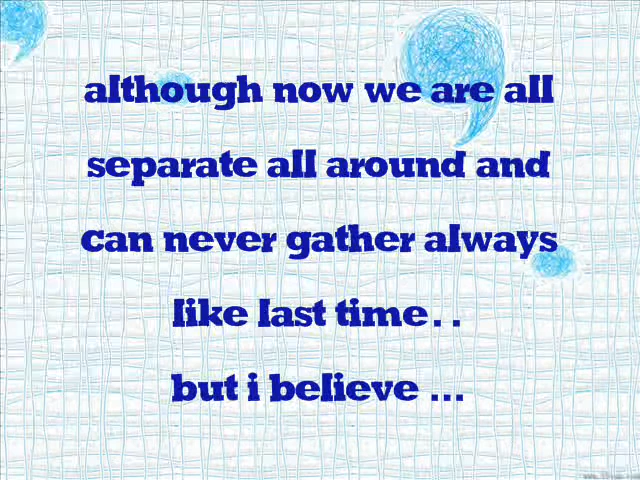 although now we are all
separate all around and
can never gather always
like last time. .
but i believe ...